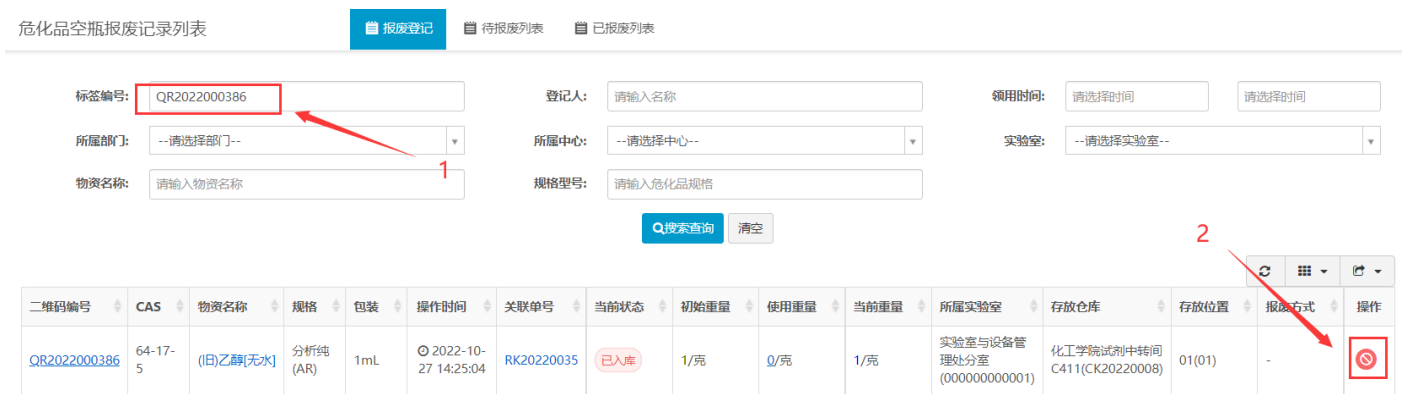 危化品空瓶报废记录列表 报废登记 待报废列表 已报废列表
标签编号: QR2022000386 登记人: 请输入名称 领用时间: 请选择时间 请选择时间
所属部门: --请选择部门-- 所属中心: --请选择中心-- 实验室: --请选择实验室--
1
物资名称: 请输入物资名称 规格型号: 请输入危化品规格
搜索查询 清空
2
二维码编号 CAS 物资名称 规格 包装 操作时间 关联单号 当前状态 初始重量 使用重量 当前重量 所属实验室 存放仓库 存放位置 报废方式 操作
QR2022000386 64-17-5 (旧)乙醇[无水] 分析纯(AR) 1mL 2022-10-27 14:25:04 RK20220035 已入库 1/克 0/克 1/克 实验室与设备管理处分室(000000000001) 化工学院试剂中转间C411(CK20220008) 01(01) -